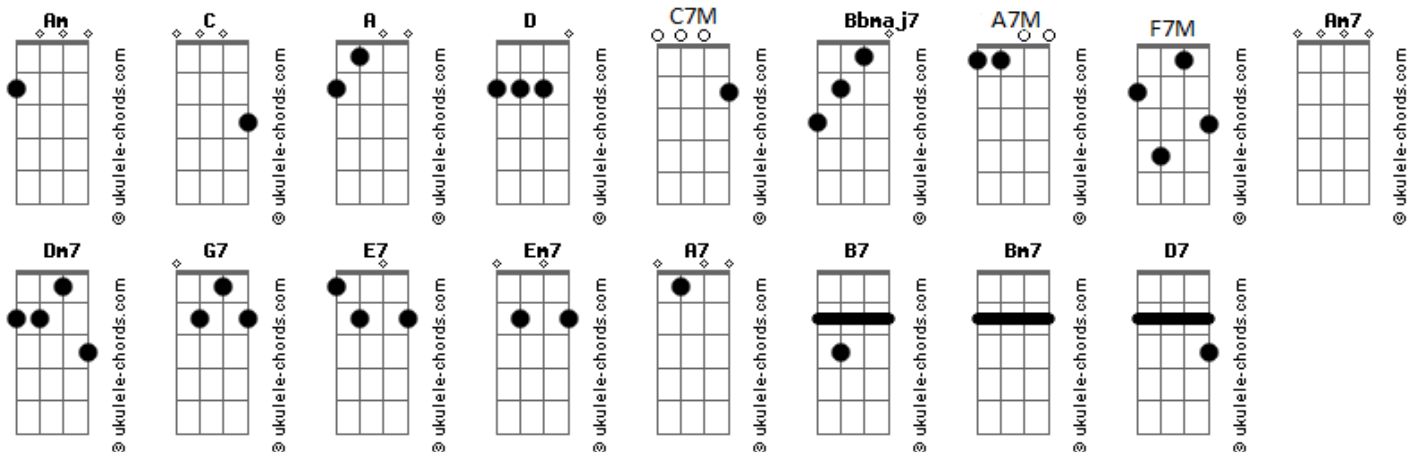 Am C A D C7M Bbmaj7 A7M F7M Am7
© ukulele-chords.com © ukulele-chords.com © ukulele-chords.com © ukulele-chords.com © ukulele-chords.com © ukulele-chords.com © ukulele-chords.com © ukulele-chords.com © ukulele-chords.com
Dm7 G7 E7 Em7 A7 B7 Bm7 D7
© ukulele-chords.com © ukulele-chords.com © ukulele-chords.com © ukulele-chords.com © ukulele-chords.com © ukulele-chords.com © ukulele-chords.com © ukulele-chords.com